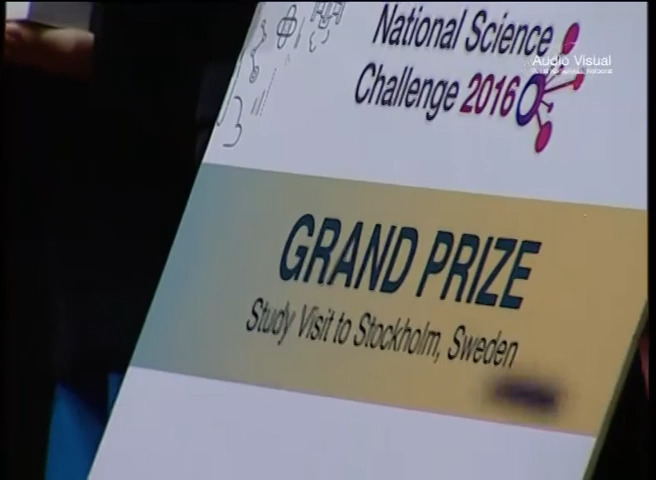 National Science
Challenge 2016
Audio Visual
GRAND PRIZE
Study Visit to Stockholm, Sweden